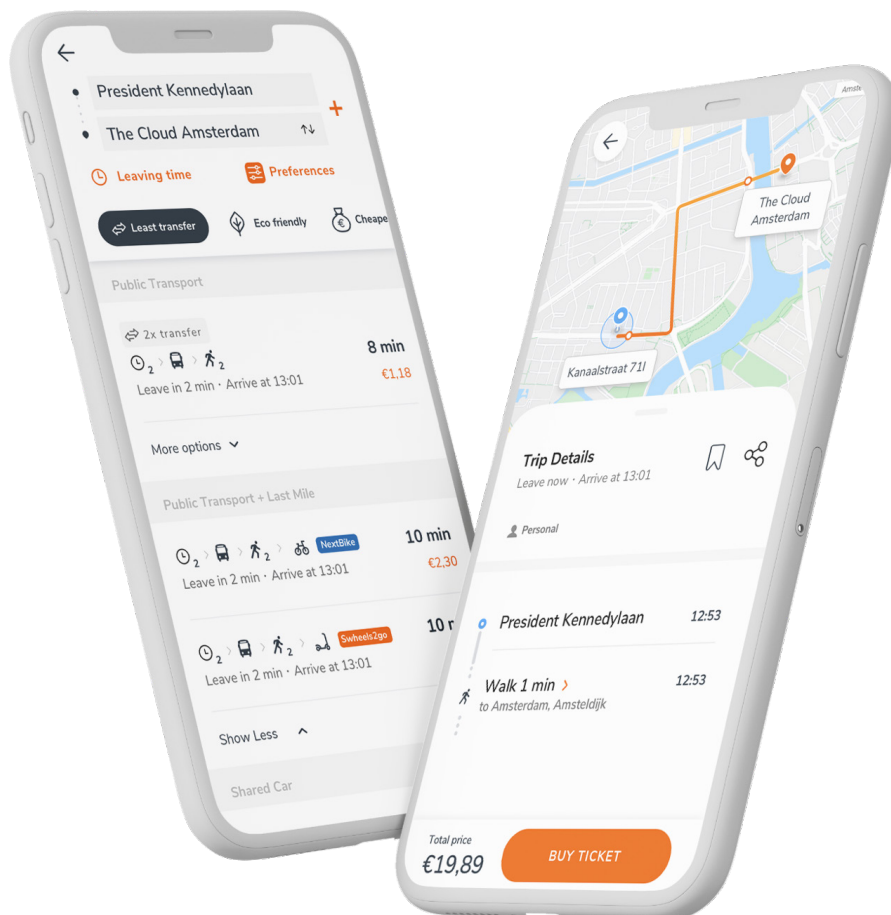 President Kennedylaan
The Cloud Amsterdam
Leaving time
Preferences
Least transfer
Eco friendly
Cheape
Public Transport
2x transfer
2 2
8 min
Leave in 2 min · Arrive at 13:01
€1,18
More options
Public Transport + Last Mile
2 2 NextBike
10 min
Leave in 2 min · Arrive at 13:01
€2,30
2 2 Swheels2go
10
Leave in 2 min · Arrive at 13:01
Show Less
Shared Car
Amste
The Cloud
Amsterdam
Kanaalstraat 71I
Trip Details
Leave now · Arrive at 13:01
Personal
President Kennedylaan 12:53
Walk 1 min 12:53
to Amsterdam, Amsteldijk
Total price
€19,89
BUY TICKET